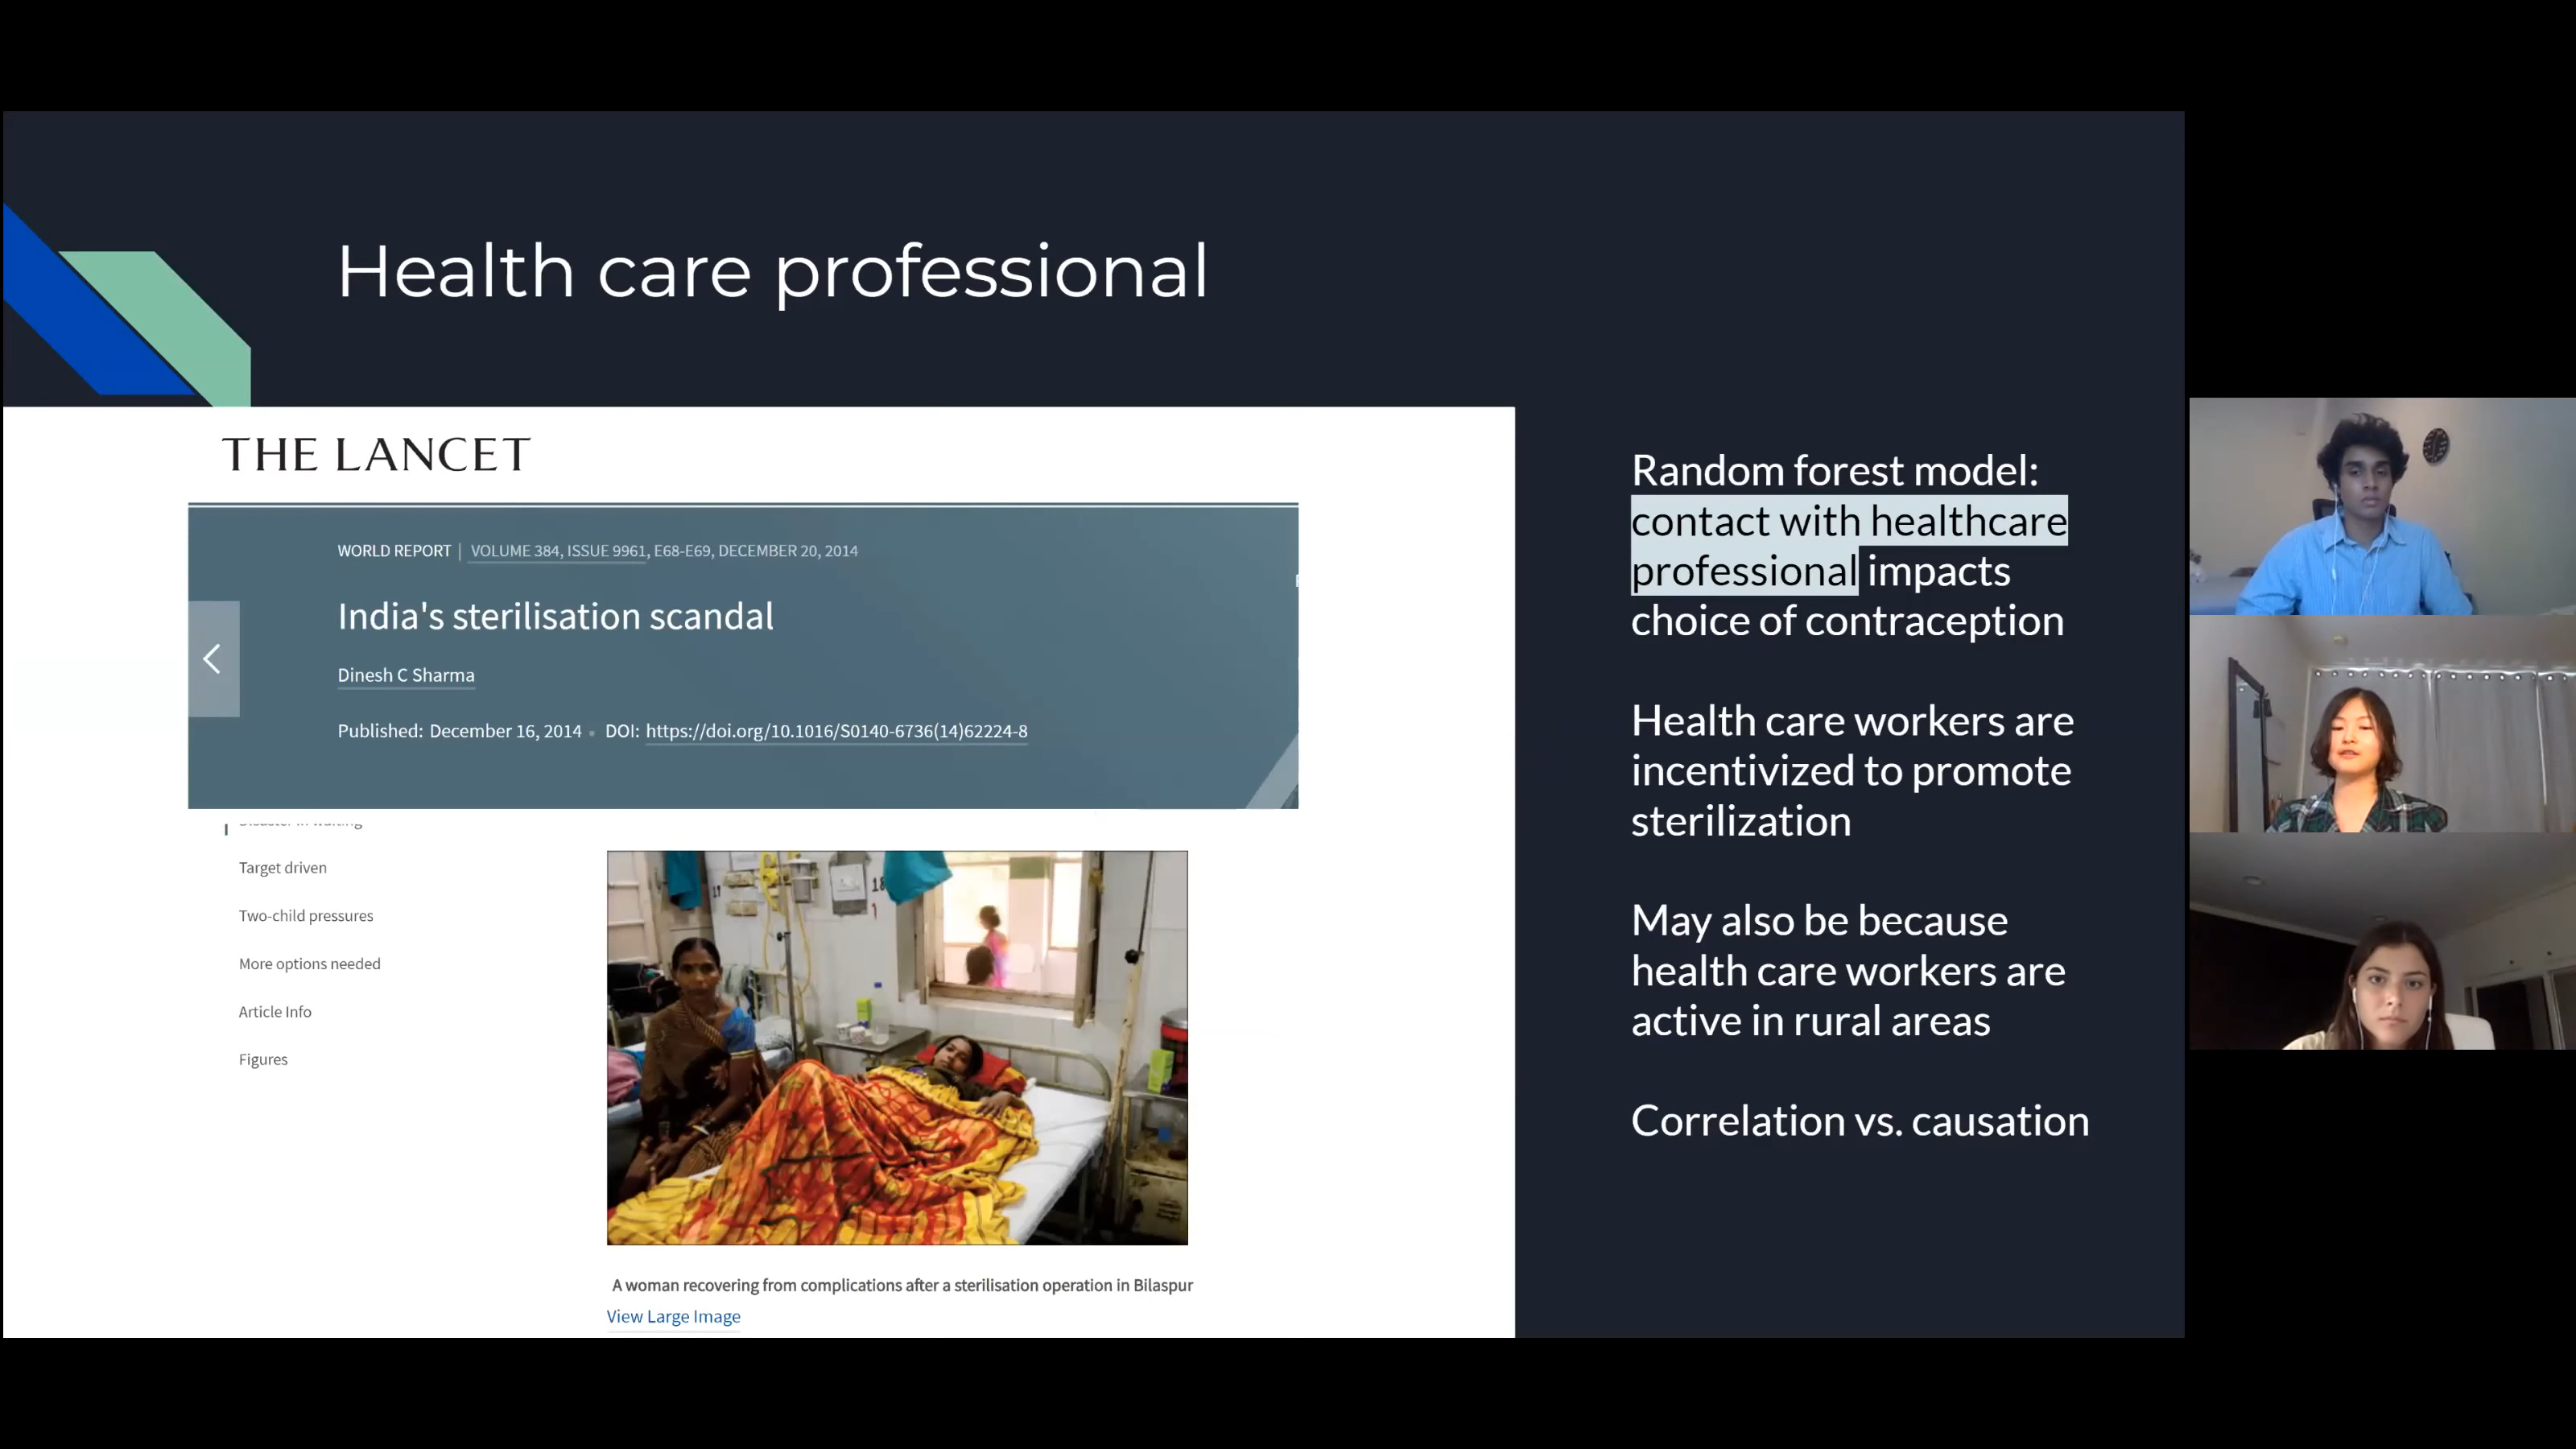 Health care professional
THE LANCET
WORLD REPORT | VOLUME 384, ISSUE 9961, E68-E69, DECEMBER 20, 2014
India's sterilisation scandal
Dinesh C Sharma
Published: December 16, 2014 • DOI: https://doi.org/10.1016/S0140-6736(14)62224-8
Target driven
Two-child pressures
More options needed
Article Info
Figures
17
18
A woman recovering from complications after a sterilisation operation in Bilaspur
View Large Image
Random forest model:
contact with healthcare
professional impacts
choice of contraception
Health care workers are
incentivized to promote
sterilization
May also be because
health care workers are
active in rural areas
Correlation vs. causation